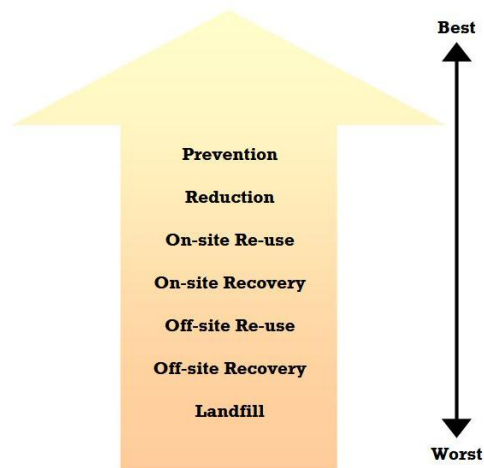 Best
Prevention
Reduction
On-site Re-use
On-site Recovery
Off-site Re-use
Off-site Recovery
Landfill
Worst